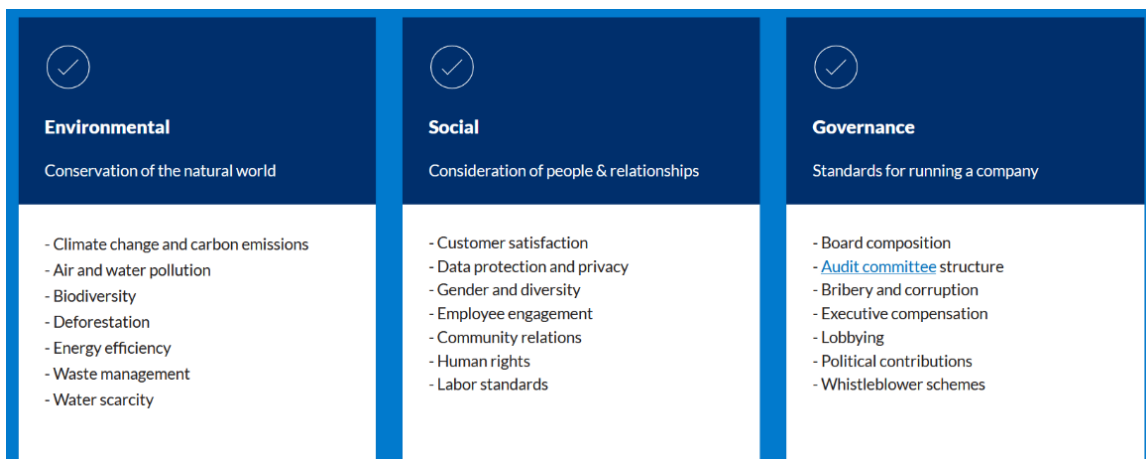 Environmental
Conservation of the natural world
- Climate change and carbon emissions
- Air and water pollution
- Biodiversity
- Deforestation
- Energy efficiency
- Waste management
- Water scarcity
Social
Consideration of people & relationships
- Customer satisfaction
- Data protection and privacy
- Gender and diversity
- Employee engagement
- Community relations
- Human rights
- Labor standards
Governance
Standards for running a company
- Board composition
- Audit committee structure
- Bribery and corruption
- Executive compensation
- Lobbying
- Political contributions
- Whistleblower schemes